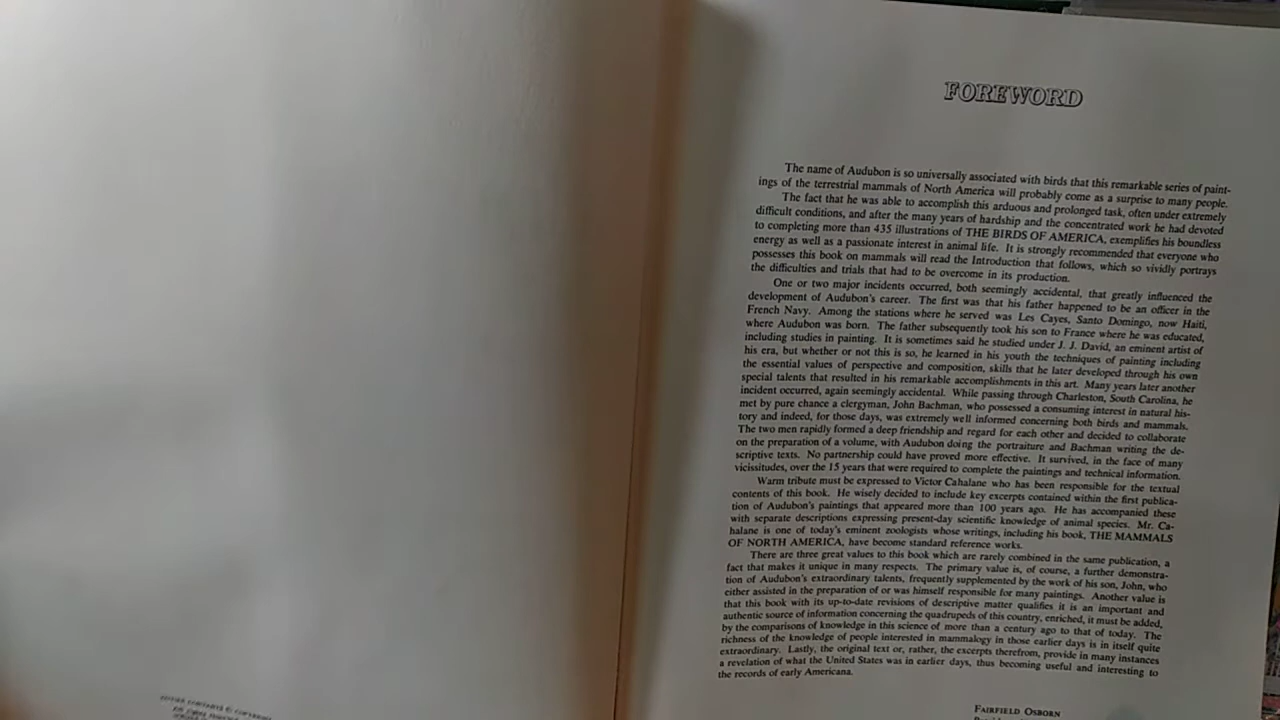 FOREWORD
The name of Audubon is so universally associated with birds that this remarkable series of paint-
ings of the terrestrial mammals of North America will probably come as a surprise to many people.
The fact that he was able to accomplish this arduous and prolonged task, often under extremely
difficult conditions, and after the many years of hardship and the concentrated work he had devoted
to completing more than 435 illustrations of THE BIRDS OF AMERICA, exemplifies his boundless
energy as well as a passionate interest in animal life. It is strongly recommended that everyone who
possesses this book on mammals will read the Introduction that follows, which so vividly portrays
the difficulties and trials that had to be overcome in its production.
One or two major incidents occurred, both seemingly accidental, that greatly influenced the
development of Audubon's career. The first was that his father happened to be an officer in the
French Navy. Among the stations where he served was Les Cayes, Santo Domingo, now Haiti,
where Audubon was born. The father subsequently took his son to France where he was educated,
including studies in painting. It is sometimes said he studied under J. J. David, an eminent artist of
his era, but whether or not this is so, he learned in his youth the techniques of painting including
the essential values of perspective and composition, skills that he later developed through his own
special talents that resulted in his remarkable accomplishments in this art. Many years later another
incident occurred, again seemingly accidental. While passing through Charleston, South Carolina, he
met by pure chance a clergyman, John Bachman, who possessed a consuming interest in natural his-
tory and indeed, for those days, was extremely well informed concerning both birds and mammals.
The two men rapidly formed a deep friendship and regard for each other and decided to collaborate
on the preparation of a volume, with Audubon doing the portraiture and Bachman writing the de-
scriptive texts. No partnership could have proved more effective. It survived, in the face of many
vicissitudes, over the 15 years that were required to complete the paintings and technical information.
Warm tribute must be expressed to Victor Cahalane who has been responsible for the textual
contents of this book. He wisely decided to include key excerpts contained within the first publica-
tion of Audubon's paintings that appeared more than 100 years ago. He has accompanied these
with separate descriptions expressing present-day scientific knowledge of animal species. Mr. Ca-
halane is one of today's eminent zoologists whose writings, including his book, THE MAMMALS
OF NORTH AMERICA, have become standard reference works.
There are three great values to this book which are rarely combined in the same publication, a
fact that makes it unique in many respects. The primary value is, of course, a further demonstra-
tion of Audubon's extraordinary talents, frequently supplemented by the work of his son, John, who
either assisted in the preparation of or was himself responsible for many paintings. Another value is
that this book with its up-to-date revisions of descriptive matter qualifies it is an important and
authentic source of information concerning the quadrupeds of this country, enriched, it must be added,
by the comparisons of knowledge in this science of more than a century ago to that of today. The
richness of the knowledge of people interested in mammalogy in those earlier days is in itself quite
extraordinary. Lastly, the original text or, rather, the excerpts therefrom, provide in many instances
a revelation of what the United States was in earlier days, thus becoming useful and interesting to
the records of early Americana.
FAIRFIELD OSBORN